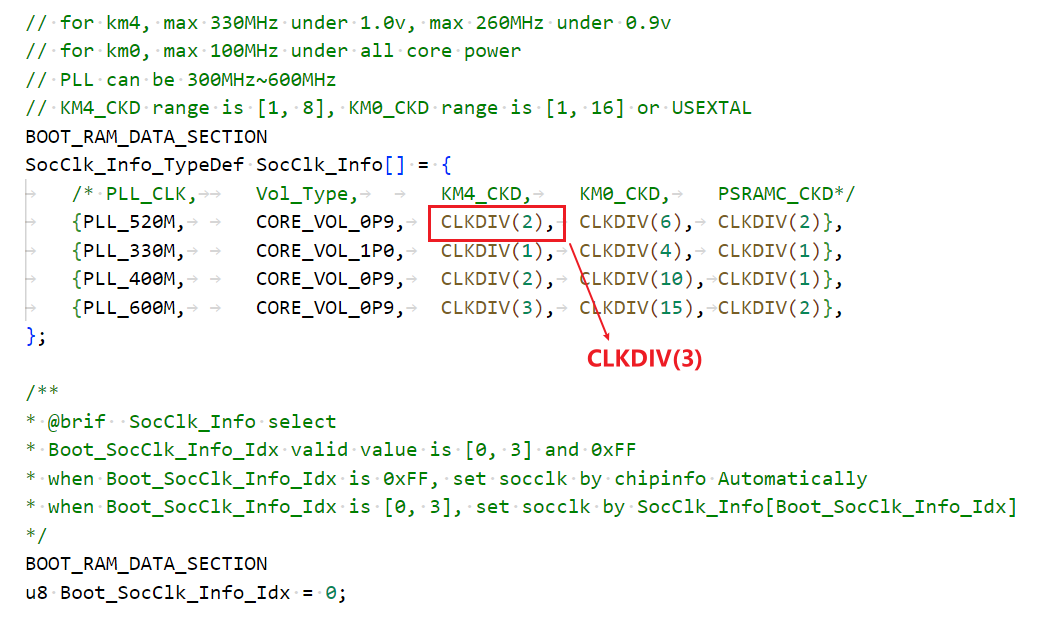 // for km4, max 330MHz under 1.0v, max 260MHz under 0.9v
// for km0, max 100MHz under all core power
// PLL can be 300MHz~600MHz
// KM4_CKD range is [1, 8], KM0_CKD range is [1, 16] or USEXTAL
BOOT_RAM_DATA_SECTION
SocClk_Info_TypeDef SocClk_Info[] = {
/* PLL_CLK, Vol_Type, KM4_CKD, KM0_CKD, PSRAMC_CKD*/
{PLL_520M, CORE_VOL_0P9, CLKDIV(2), CLKDIV(6), CLKDIV(2)},
{PLL_330M, CORE_VOL_1P0, CLKDIV(1), CLKDIV(4), CLKDIV(1)},
{PLL_400M, CORE_VOL_0P9, CLKDIV(2), CLKDIV(10), CLKDIV(1)},
{PLL_600M, CORE_VOL_0P9, CLKDIV(3), CLKDIV(15), CLKDIV(2)},
};
CLKDIV(3)
/**
* @brif SocClk_Info select
* Boot_SocClk_Info_Idx valid value is [0, 3] and 0xFF
* when Boot_SocClk_Info_Idx is 0xFF, set socclk by chipinfo Automatically
* when Boot_SocClk_Info_Idx is [0, 3], set socclk by SocClk_Info[Boot_SocClk_Info_Idx]
*/
BOOT_RAM_DATA_SECTION
u8 Boot_SocClk_Info_Idx = 0;